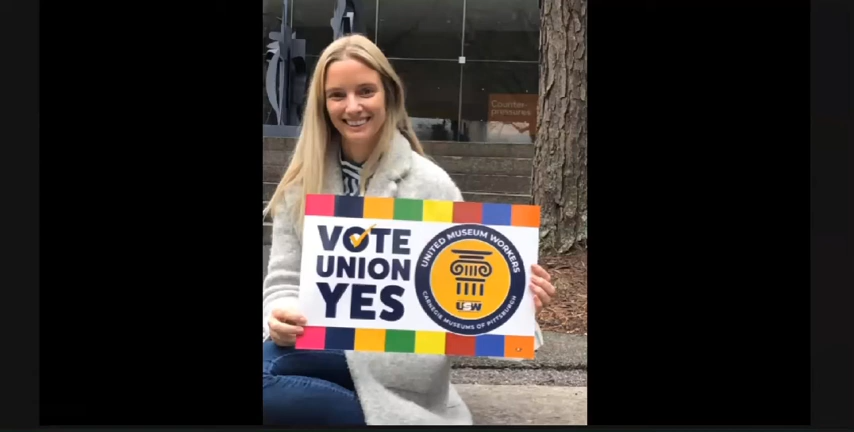 Counter-
pressures
VOTE
UNION
YES
UNITED MUSEUM WORKERS
USW
CARNEGIE MUSEUMS OF PITTSBURGH